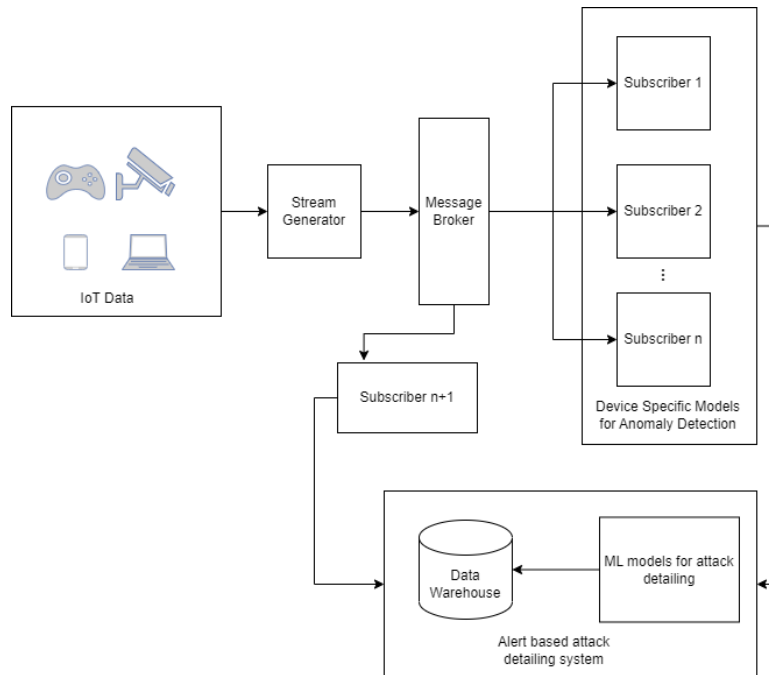 IoT Data
Stream
Generator
Message
Broker
Subscriber 1
Subscriber 2
...
Subscriber n
Device Specific Models
for Anomaly Detection
Subscriber n+1
Data
Warehouse
ML models for attack
detailing
Alert based attack
detailing system